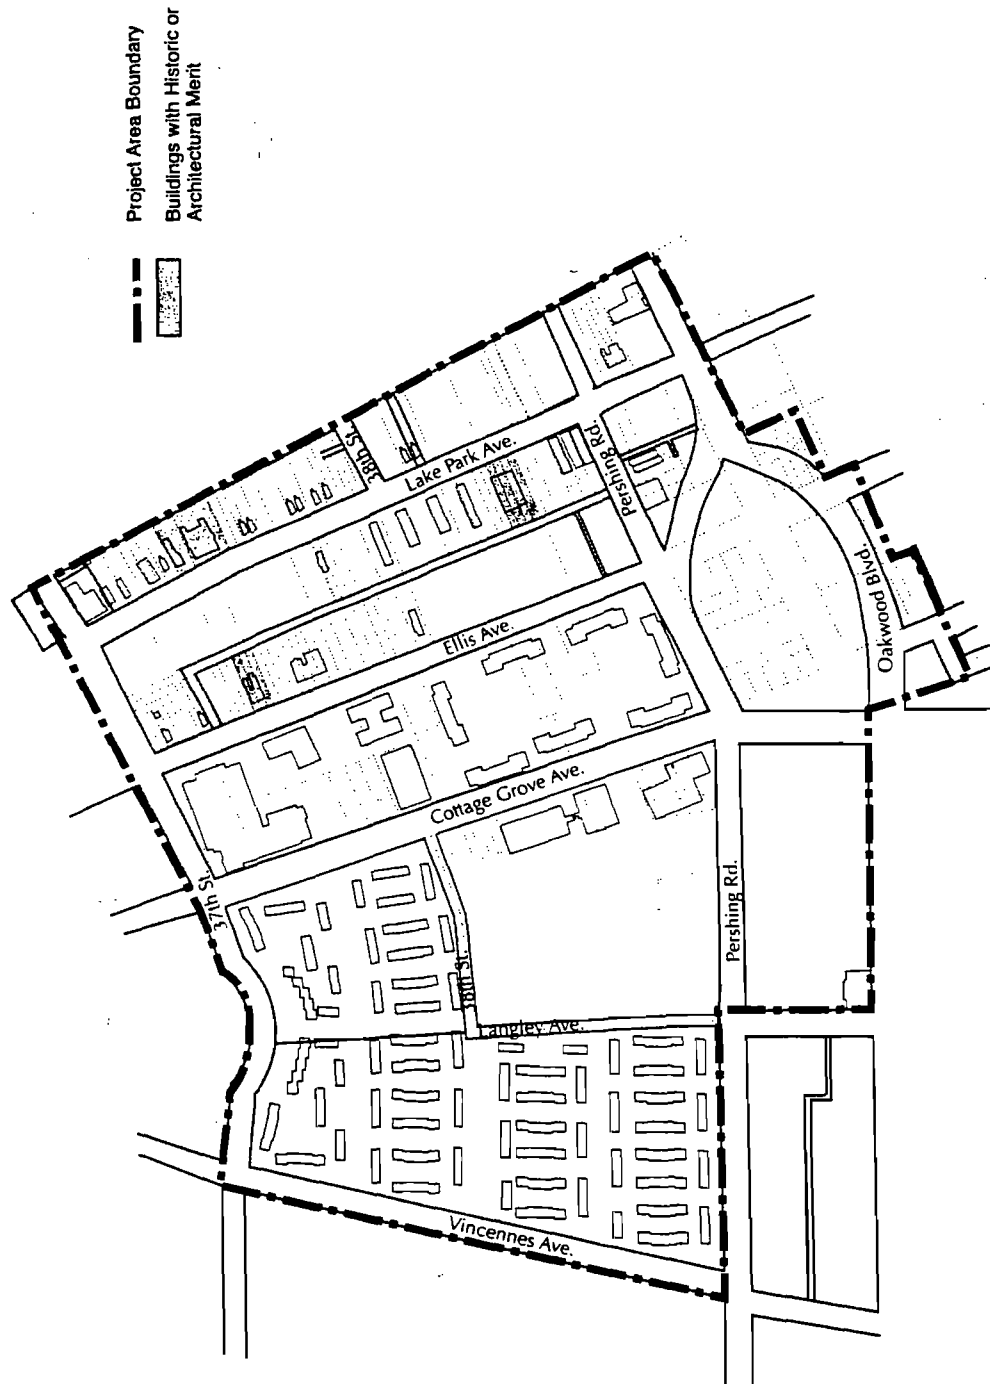 Project Area Boundary
Buildings with Historic or
Architectural Merit
38th St.
Lake Park Ave.
Pershing Rd.
Ellis Ave.
Oakwood Blvd.
Cottage Grove Ave.
37th St.
Pershing Rd.
38th St.
Langley Ave.
Vincennes Ave.